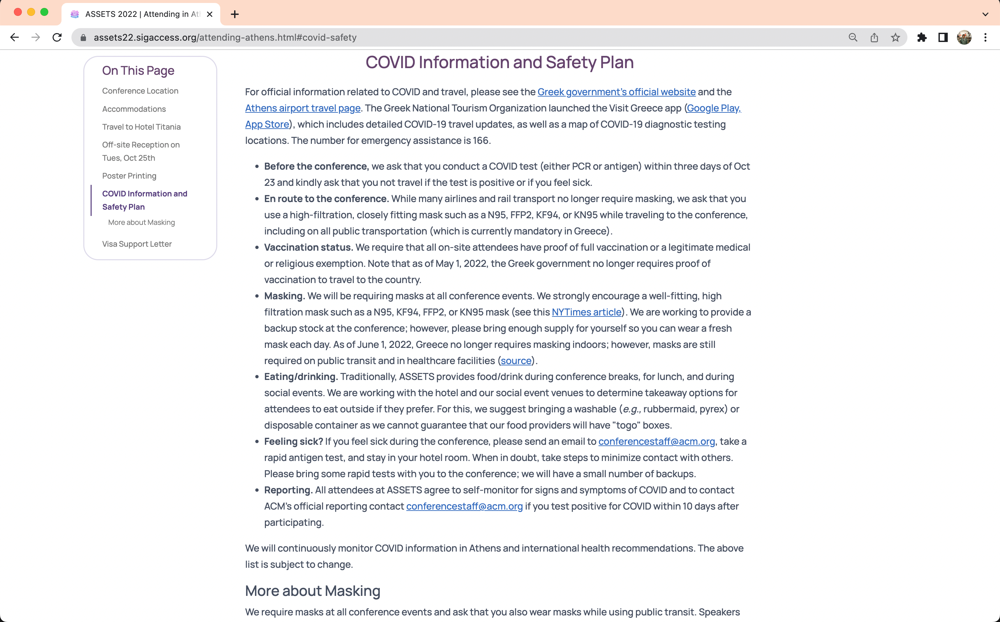 ASSETS 2022 | Attending in At
assets22.sigaccess.org/attending-athens.html#covid-safety
On This Page
Conference Location
Accommodations
Travel to Hotel Titania
Off-site Reception on
Tues, Oct 25th
Poster Printing
COVID Information and
Safety Plan
More about Masking
Visa Support Letter
COVID Information and Safety Plan
For official information related to COVID and travel, please see the Greek government's official website and the
Athens airport travel page. The Greek National Tourism Organization launched the Visit Greece app (Google Play,
App Store), which includes detailed COVID-19 travel updates, as well as a map of COVID-19 diagnostic testing
locations. The number for emergency assistance is 166.
• Before the conference, we ask that you conduct a COVID test (either PCR or antigen) within three days of Oct
23 and kindly ask that you not travel if the test is positive or if you feel sick.
• En route to the conference. While many airlines and rail transport no longer require masking, we ask that you
use a high-filtration, closely fitting mask such as a N95, FFP2, KF94, or KN95 while traveling to the conference,
including on all public transportation (which is currently mandatory in Greece).
• Vaccination status. We require that all on-site attendees have proof of full vaccination or a legitimate medical
or religious exemption. Note that as of May 1, 2022, the Greek government no longer requires proof of
vaccination to travel to the country.
• Masking. We will be requiring masks at all conference events. We strongly encourage a well-fitting, high
filtration mask such as a N95, KF94, FFP2, or KN95 mask (see this NYTimes article). We are working to provide a
backup stock at the conference; however, please bring enough supply for yourself so you can wear a fresh
mask each day. As of June 1, 2022, Greece no longer requires masking indoors; however, masks are still
required on public transit and in healthcare facilities (source).
• Eating/drinking. Traditionally, ASSETS provides food/drink during conference breaks, for lunch, and during
social events. We are working with the hotel and our social event venues to determine takeaway options for
attendees to eat outside if they prefer. For this, we suggest bringing a washable (e.g., rubbermaid, pyrex) or
disposable container as we cannot guarantee that our food providers will have "togo" boxes.
• Feeling sick? If you feel sick during the conference, please send an email to conferencestaff@acm.org, take a
rapid antigen test, and stay in your hotel room. When in doubt, take steps to minimize contact with others.
Please bring some rapid tests with you to the conference; we will have a small number of backups.
• Reporting. All attendees at ASSETS agree to self-monitor for signs and symptoms of COVID and to contact
ACM's official reporting contact conferencestaff@acm.org if you test positive for COVID within 10 days after
participating.
We will continuously monitor COVID information in Athens and international health recommendations. The above
list is subject to change.
More about Masking
We require masks at all conference events and ask that you also wear masks while using public transit. Speakers